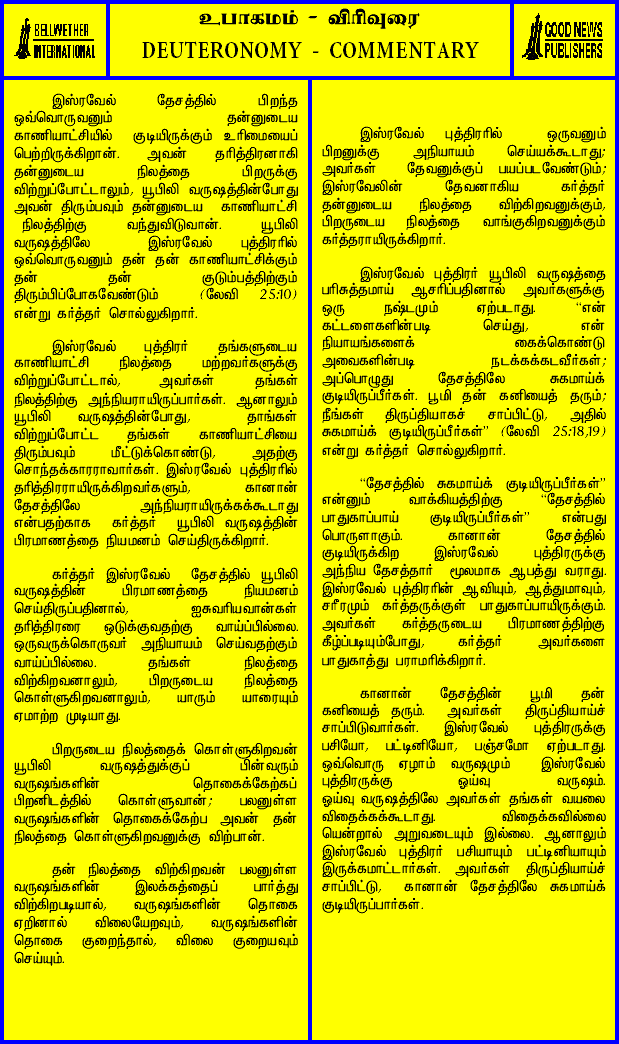 BELLWETHER
INTERNATIONAL
உபாகமம் - விரிவுரை
DEUTERONOMY - COMMENTARY
GOOD NEWS
PUBLISHERS
இஸ்ரவேல் தேசத்தில் பிறந்த
ஒவ்வொருவனும் தன்னுடைய
காணியாட்சியில் குடியிருக்கும் உரிமையைப்
பெற்றிருக்கிறான். அவன் தரித்திரனாகி
தன்னுடைய நிலத்தை பிறருக்கு
விற்றுப்போட்டாலும், யூபிலி வருஷத்தின்போது
அவன் திரும்பவும் தன்னுடைய காணியாட்சி
நிலத்திற்கு வந்துவிடுவான். யூபிலி
வருஷத்திலே இஸ்ரவேல் புத்திரரில்
ஒவ்வொருவனும் தன் தன் காணியாட்சிக்கும்
தன் தன் குடும்பத்திற்கும்
திரும்பிப்போகவேண்டும் (லேவி 25:10)
என்று கர்த்தர் சொல்லுகிறார்.
இஸ்ரவேல் புத்திரர் தங்களுடைய
காணியாட்சி நிலத்தை மற்றவர்களுக்கு
விற்றுப்போட்டால், அவர்கள் தங்கள்
நிலத்திற்கு அந்நியராயிருப்பார்கள். ஆனாலும்
யூபிலி வருஷத்தின்போது, தாங்கள்
விற்றுப்போட்ட தங்கள் காணியாட்சியை
திரும்பவும் மீட்டுக்கொண்டு, அதற்கு
சொந்தக்காரராவார்கள். இஸ்ரவேல் புத்திரரில்
தரித்திரராயிருக்கிறவர்களும், கானான்
தேசத்திலே அந்நியராயிருக்கக்கூடாது
என்பதற்காக கர்த்தர் யூபிலி வருஷத்தின்
பிரமாணத்தை நியமனம் செய்திருக்கிறார்.
கர்த்தர் இஸ்ரவேல் தேசத்தில் யூபிலி
வருஷத்தின் பிரமாணத்தை நியமனம்
செய்திருப்பதினால், ஐசுவரியவான்கள்
தரித்திரரை ஒடுக்குவதற்கு வாய்ப்பில்லை.
ஒருவருக்கொருவர் அநியாயம் செய்வதற்கும்
வாய்ப்பில்லை. தங்கள் நிலத்தை
விற்கிறவனாலும், பிறருடைய நிலத்தை
கொள்ளுகிறவனாலும், யாரும் யாரையும்
ஏமாற்ற முடியாது.
பிறருடைய நிலத்தைக் கொள்ளுகிறவன்
யூபிலி வருஷத்துக்குப் பின்வரும்
வருஷங்களின் தொகைக்கேற்கப்
பிறனிடத்தில் கொள்ளுவான்; பலனுள்ள
வருஷங்களின் தொகைக்கேற்ப அவன் தன்
நிலத்தை கொள்ளுகிறவனுக்கு விற்பான்.
தன் நிலத்தை விற்கிறவன் பலனுள்ள
வருஷங்களின் இலக்கத்தைப் பார்த்து
விற்கிறபடியால், வருஷங்களின் தொகை
ஏறினால் விலையேறவும், வருஷங்களின்
தொகை குறைந்தால், விலை குறையவும்
செய்யும்.
இஸ்ரவேல் புத்திரரில் ஒருவனும்
பிறனுக்கு அநியாயம் செய்யக்கூடாது;
அவர்கள் தேவனுக்குப் பயப்படவேண்டும்;
இஸ்ரவேலின் தேவனாகிய கர்த்தர்
தன்னுடைய நிலத்தை விற்கிறவனுக்கும்,
பிறருடைய நிலத்தை வாங்குகிறவனுக்கும்
கர்த்தராயிருக்கிறார்.
இஸ்ரவேல் புத்திரர் யூபிலி வருஷத்தை
பரிசுத்தமாய் ஆசரிப்பதினால் அவர்களுக்கு
ஒரு நஷ்டமும் ஏற்படாது. “என்
கட்டளைகளின்படி செய்து, என்
நியாயங்களைக் கைக்கொண்டு
அவைகளின்படி நடக்கக்கடவீர்கள்;
அப்பொழுது தேசத்திலே சுகமாய்க்
குடியிருப்பீர்கள். பூமி தன் கனியைத் தரும்;
நீங்கள் திருப்தியாகச் சாப்பிட்டு, அதில்
சுகமாய்க் குடியிருப்பீர்கள்” (லேவி 25:18,19)
என்று கர்த்தர் சொல்லுகிறார்.
“தேசத்தில் சுகமாய்க் குடியிருப்பீர்கள்”
என்னும் வாக்கியத்திற்கு “தேசத்தில்
பாதுகாப்பாய் குடியிருப்பீர்கள்” என்பது
பொருளாகும். கானான் தேசத்தில்
குடியிருக்கிற இஸ்ரவேல் புத்திரருக்கு
அந்நிய தேசத்தார் மூலமாக ஆபத்து வராது.
இஸ்ரவேல் புத்திரரின் ஆவியும், ஆத்துமாவும்,
சரீரமும் கர்த்தருக்குள் பாதுகாப்பாயிருக்கும்.
அவர்கள் கர்த்தருடைய பிரமாணத்திற்கு
கீழ்ப்படியும்போது, கர்த்தர் அவர்களை
பாதுகாத்து பராமரிக்கிறார்.
கானான் தேசத்தின் பூமி தன்
கனியைத் தரும். அவர்கள் திருப்தியாய்ச்
சாப்பிடுவார்கள். இஸ்ரவேல் புத்திரருக்கு
பசியோ, பட்டினியோ, பஞ்சமோ ஏற்படாது.
ஒவ்வொரு ஏழாம் வருஷமும் இஸ்ரவேல்
புத்திரருக்கு ஓய்வு வருஷம்.
ஓய்வு வருஷத்திலே அவர்கள் தங்கள் வயலை
விதைக்கக்கூடாது. விதைக்கவில்லை
யென்றால் அறுவடையும் இல்லை. ஆனாலும்
இஸ்ரவேல் புத்திரர் பசியாயும் பட்டினியாயும்
இருக்கமாட்டார்கள். அவர்கள் திருப்தியாய்ச்
சாப்பிட்டு, கானான் தேசத்திலே சுகமாய்க்
குடியிருப்பார்கள்.